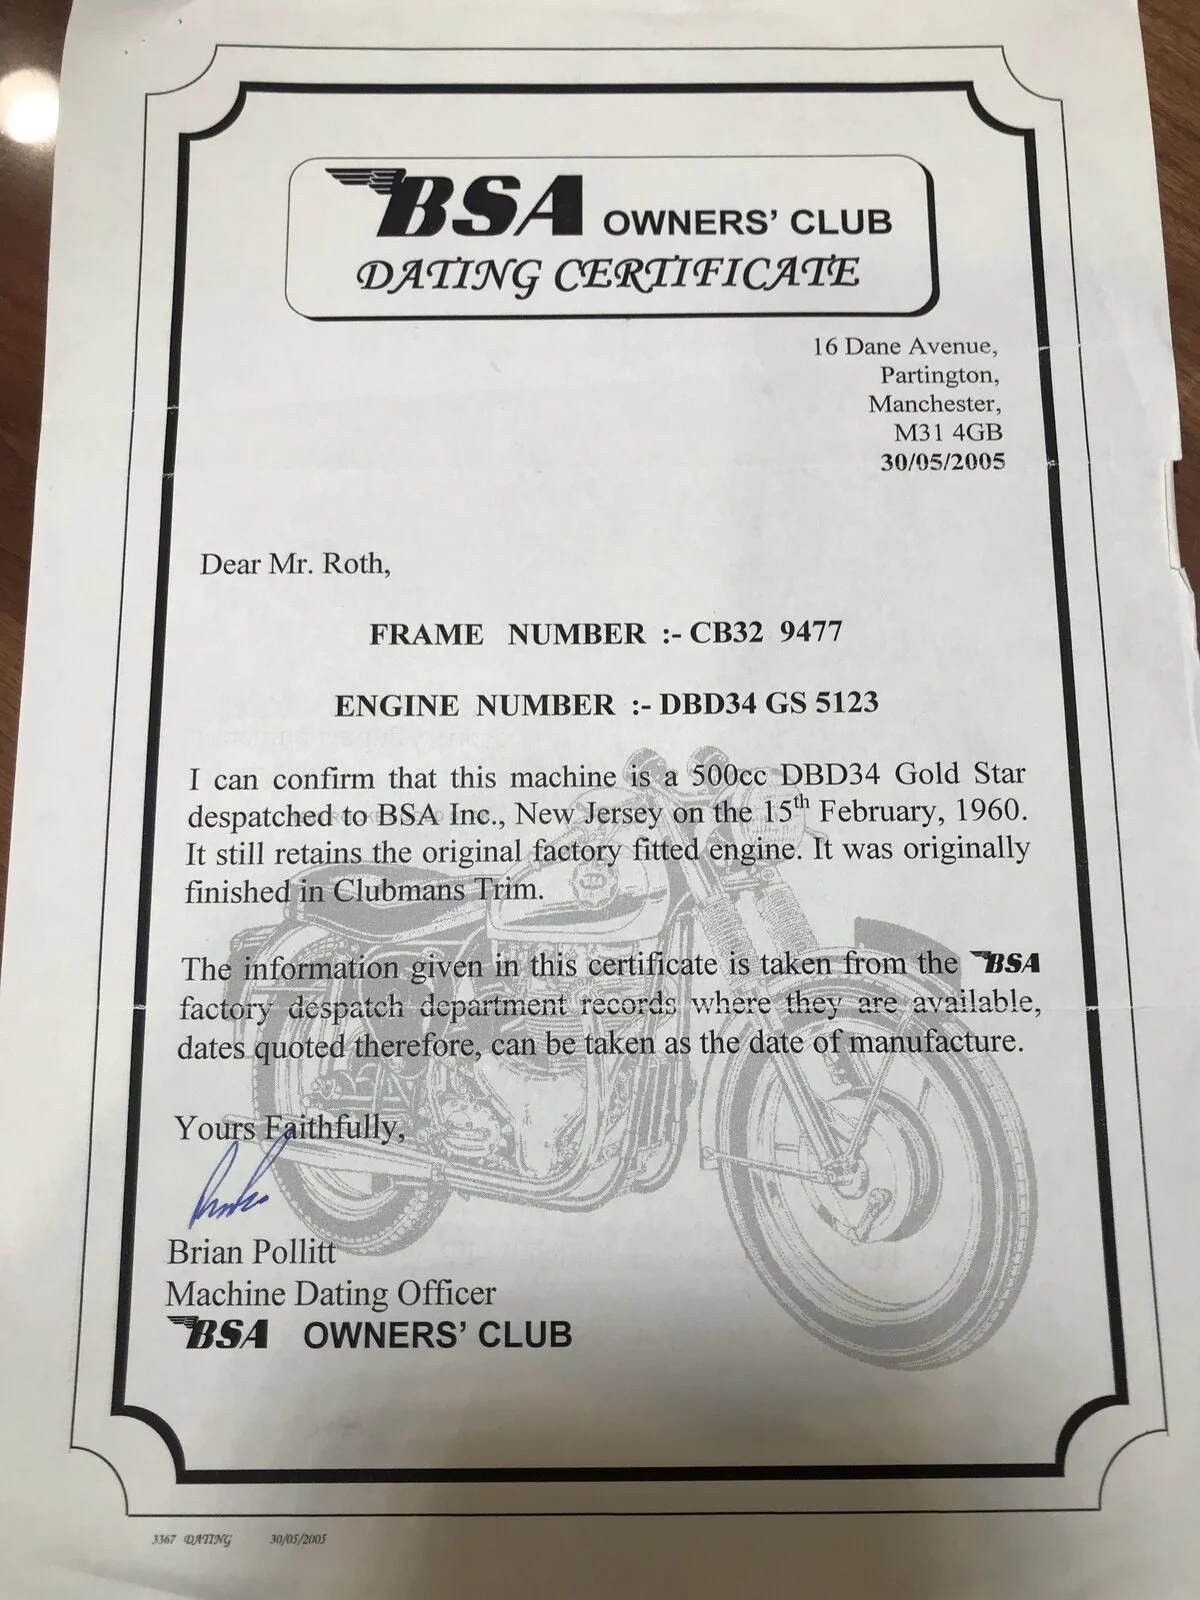 BSA OWNERS' CLUB
DATING CERTIFICATE
16 Dane Avenue,
Partington,
Manchester,
M31 4GB
30/05/2005
Dear Mr. Roth,
FRAME NUMBER :- CB32 9477
ENGINE NUMBER :- DBD34 GS 5123
I can confirm that this machine is a 500cc DBD34 Gold Star
despatched to BSA Inc., New Jersey on the 15th February, 1960.
It still retains the original factory fitted engine. It was originally
finished in Clubmans Trim.
The information given in this certificate is taken from the BSA
factory despatch department records where they are available,
dates quoted therefore, can be taken as the date of manufacture.
Yours Faithfully,
Brian Pollitt
Machine Dating Officer
BSA OWNERS' CLUB
3367 DATING 30/05/2005